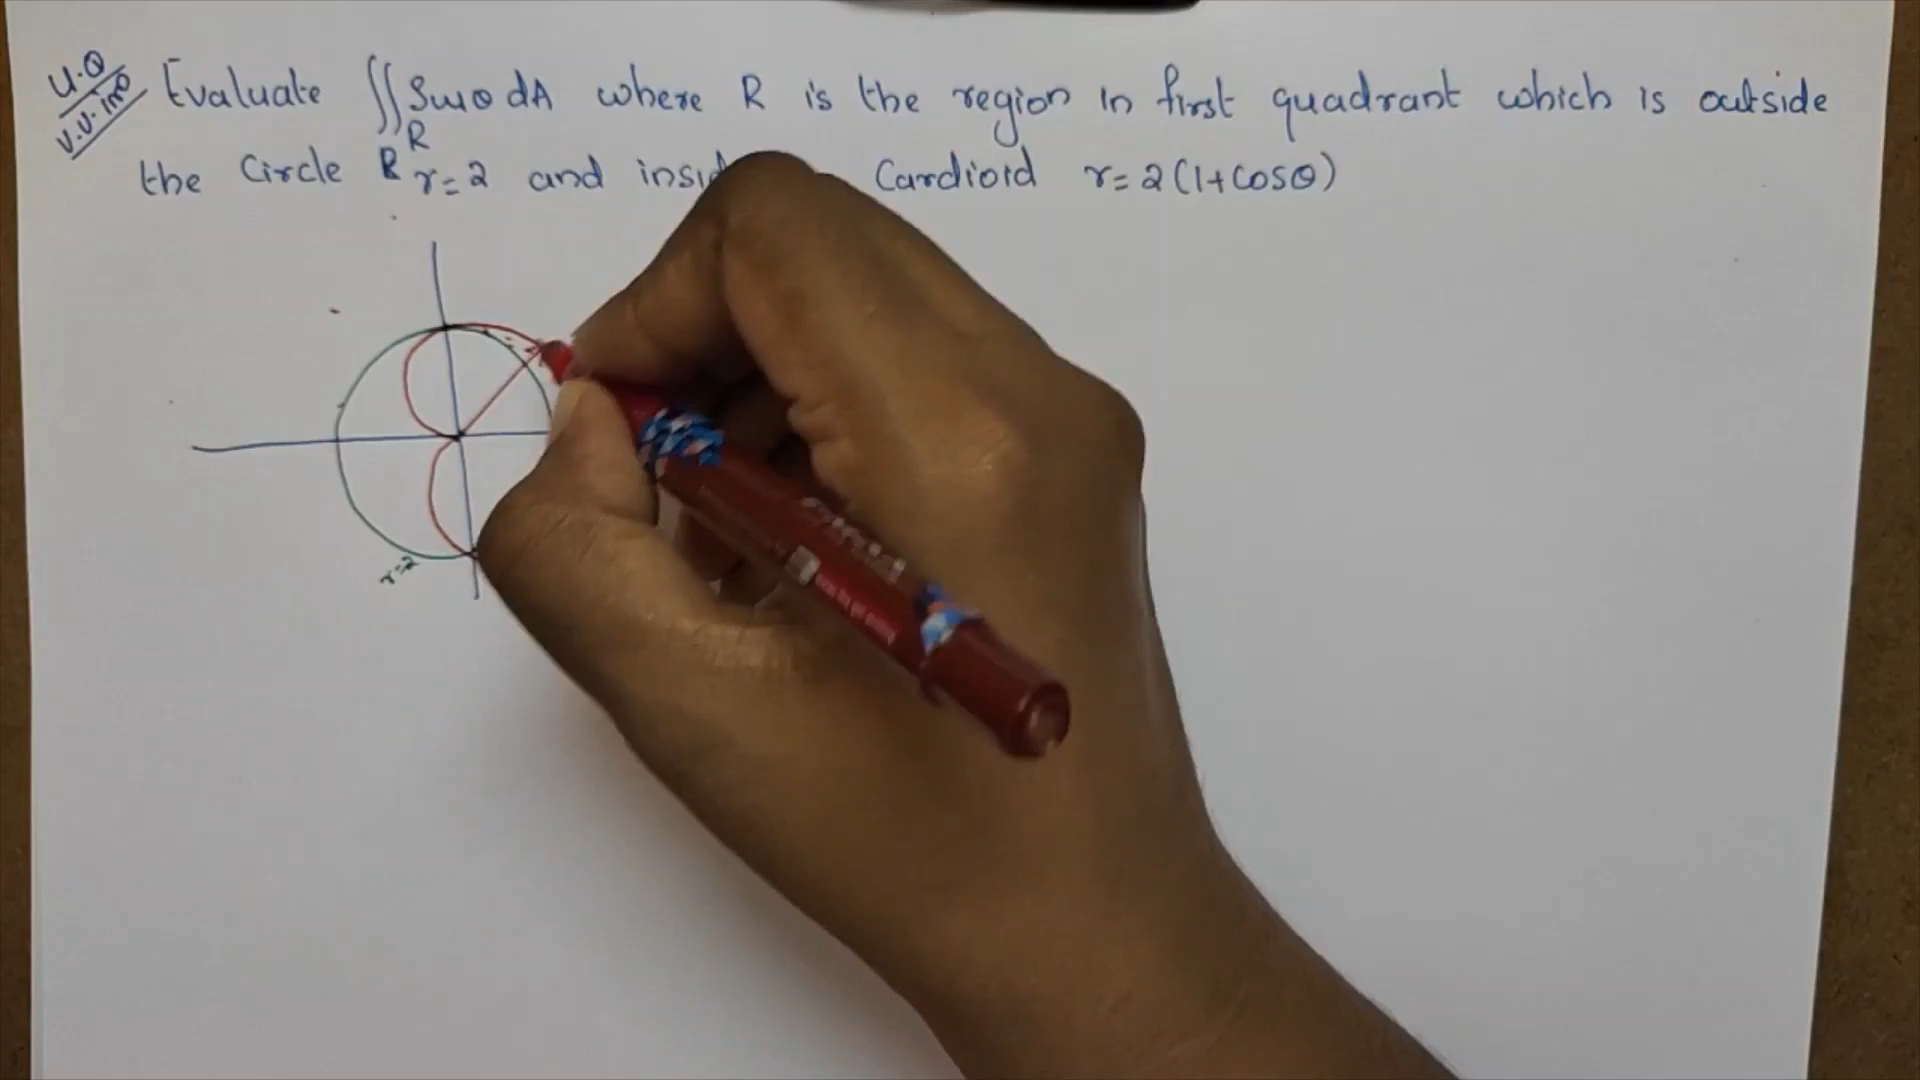 U.Q
V.V. Imp
Evaluate ∬ Sinθ dA where R is the region in first quadrant which is outside
R
the Circle R r=2 and Cardioid r=2(1+cosθ)
r=2